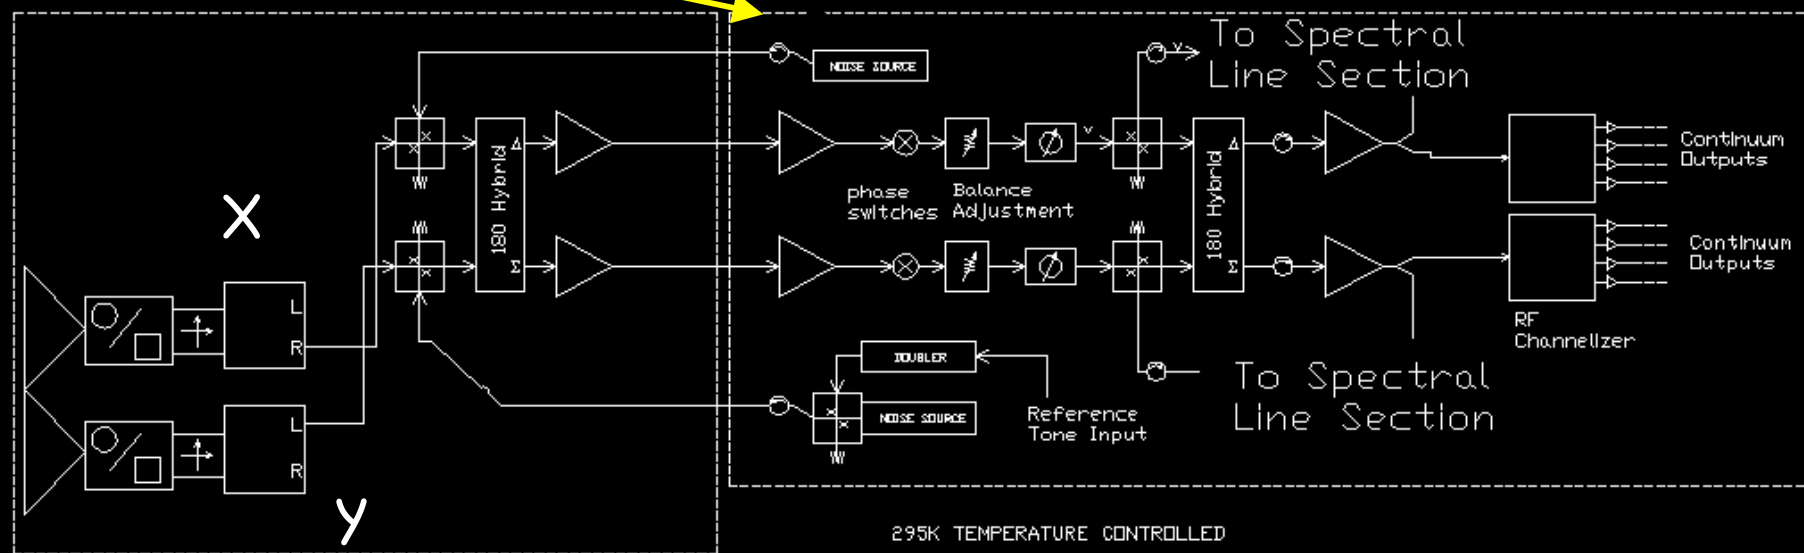 To Spectral
Line Section
NOISE SOURCE
Δ
Δ
v
v
180 Hybrid
180 Hybrid
Σ
Σ
phase
switches
Balance
Adjustment
Continuum
Outputs
Continuum
Outputs
X
L
R
L
R
y
RF
Channelizer
DOUBLER
NOISE SOURCE
Reference
Tone Input
To Spectral
Line Section
295K TEMPERATURE CONTROLLED